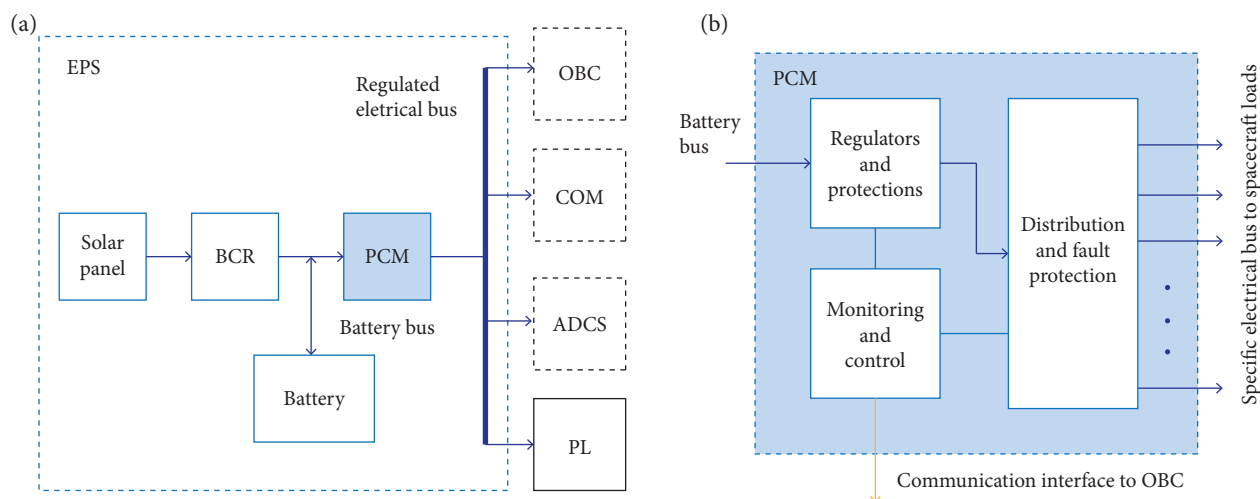 (a)
EPS
Regulated
eletrical bus
OBC
COM
Solar
panel
BCR
PCM
Battery bus
ADCS
Battery
PL
(b)
PCM
Battery
bus
Regulators
and
protections
Distribution
and fault
protection
Monitoring
and
control
Specific electrical bus to spacecraft loads
Communication interface to OBC